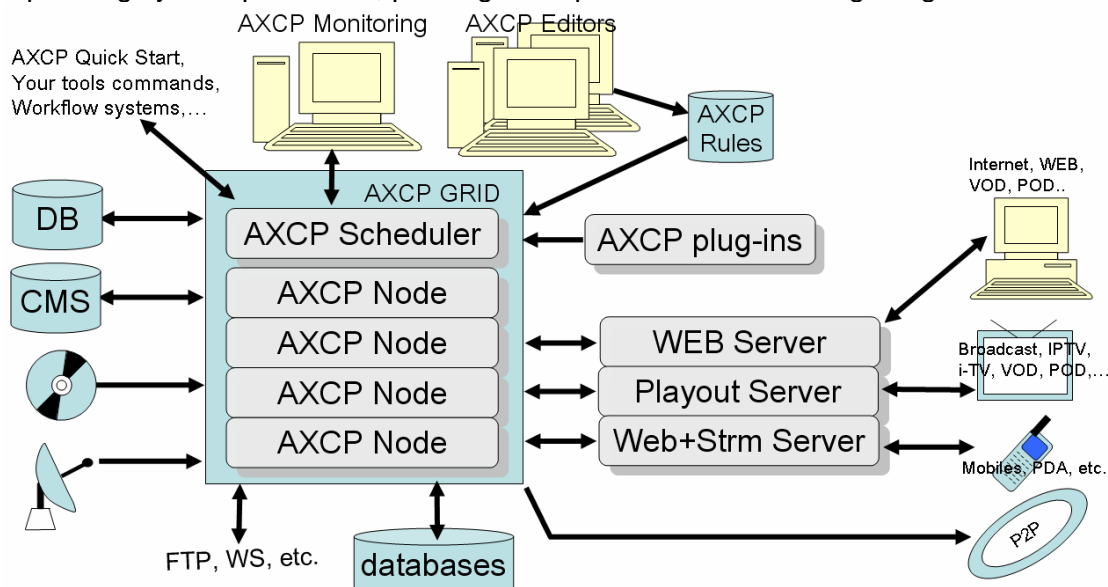 AXCP Monitoring
AXCP Editors
AXCP Quick Start,
Your tools commands,
Workflow systems,...
AXCP
Rules
Internet, WEB,
VOD, POD..
AXCP GRID
DB
AXCP Scheduler
AXCP plug-ins
CMS
AXCP Node
AXCP Node
WEB Server
Broadcast, IPTV,
i-TV, VOD, POD,...
AXCP Node
Playout Server
AXCP Node
Web+Strm Server
Mobiles, PDA, etc.
P2P
FTP, WS, etc.
databases